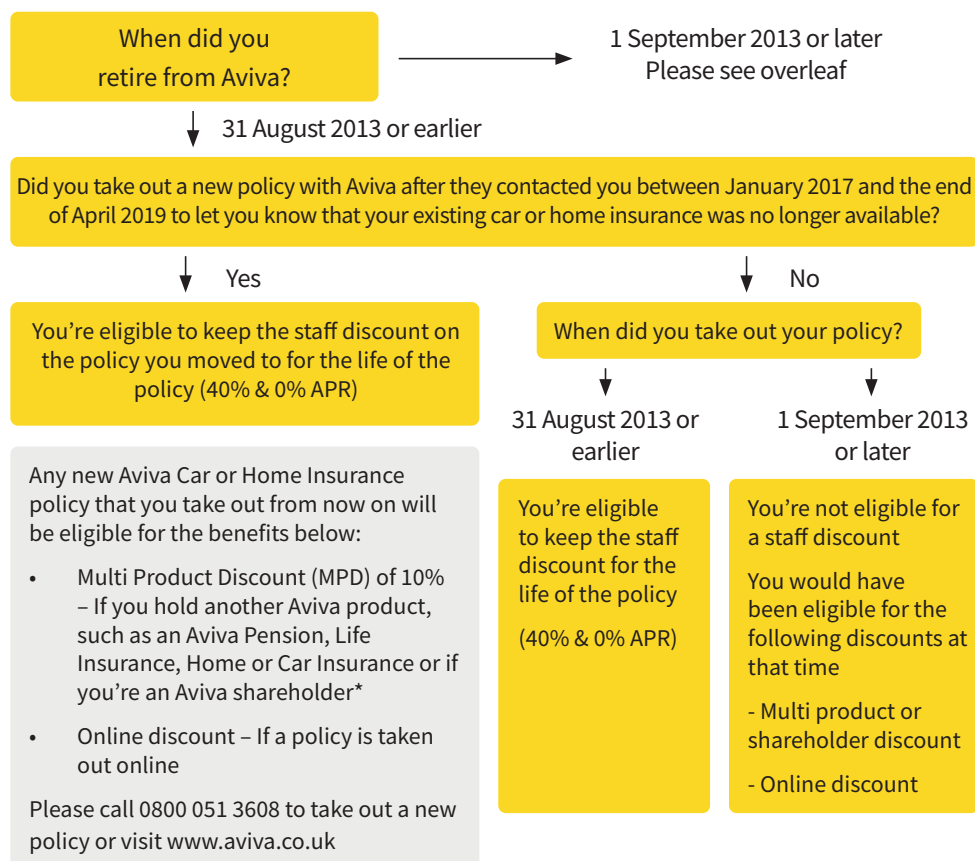 When did you
retire from Aviva?
1 September 2013 or later
Please see overleaf
31 August 2013 or earlier
Did you take out a new policy with Aviva after they contacted you between January 2017 and the end
of April 2019 to let you know that your existing car or home insurance was no longer available?
Yes
No
You’re eligible to keep the staff discount on
the policy you moved to for the life of the
policy (40% & 0% APR)
When did you take out your policy?
31 August 2013 or
earlier
1 September 2013
or later
Any new Aviva Car or Home Insurance
policy that you take out from now on will
be eligible for the benefits below:
• Multi Product Discount (MPD) of 10%
– If you hold another Aviva product,
such as an Aviva Pension, Life
Insurance, Home or Car Insurance or if
you’re an Aviva shareholder*
• Online discount – If a policy is taken
out online
Please call 0800 051 3608 to take out a new
policy or visit www.aviva.co.uk
You’re eligible
to keep the staff
discount for the
life of the policy
(40% & 0% APR)
You’re not eligible for
a staff discount
You would have
been eligible for the
following discounts at
that time
- Multi product or
shareholder discount
- Online discount